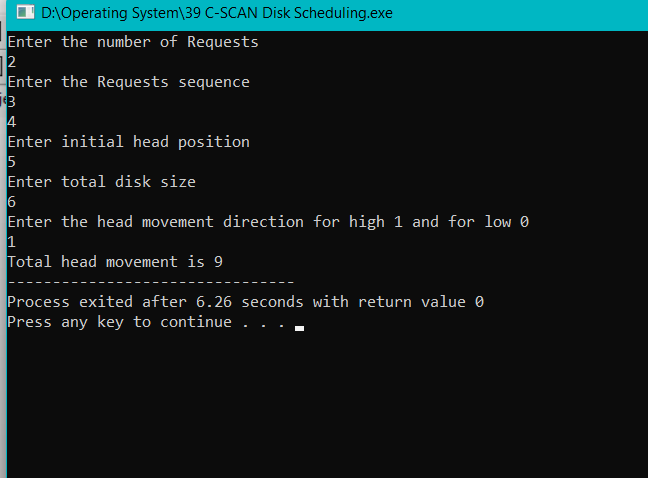 D:\Operating System\39 C-SCAN Disk Scheduling.exe
Enter the number of Requests
2
Enter the Requests sequence
3
4
Enter initial head position
5
Enter total disk size
6
Enter the head movement direction for high 1 and for low 0
1
Total head movement is 9
--------------------------------
Process exited after 6.26 seconds with return value 0
Press any key to continue . . .